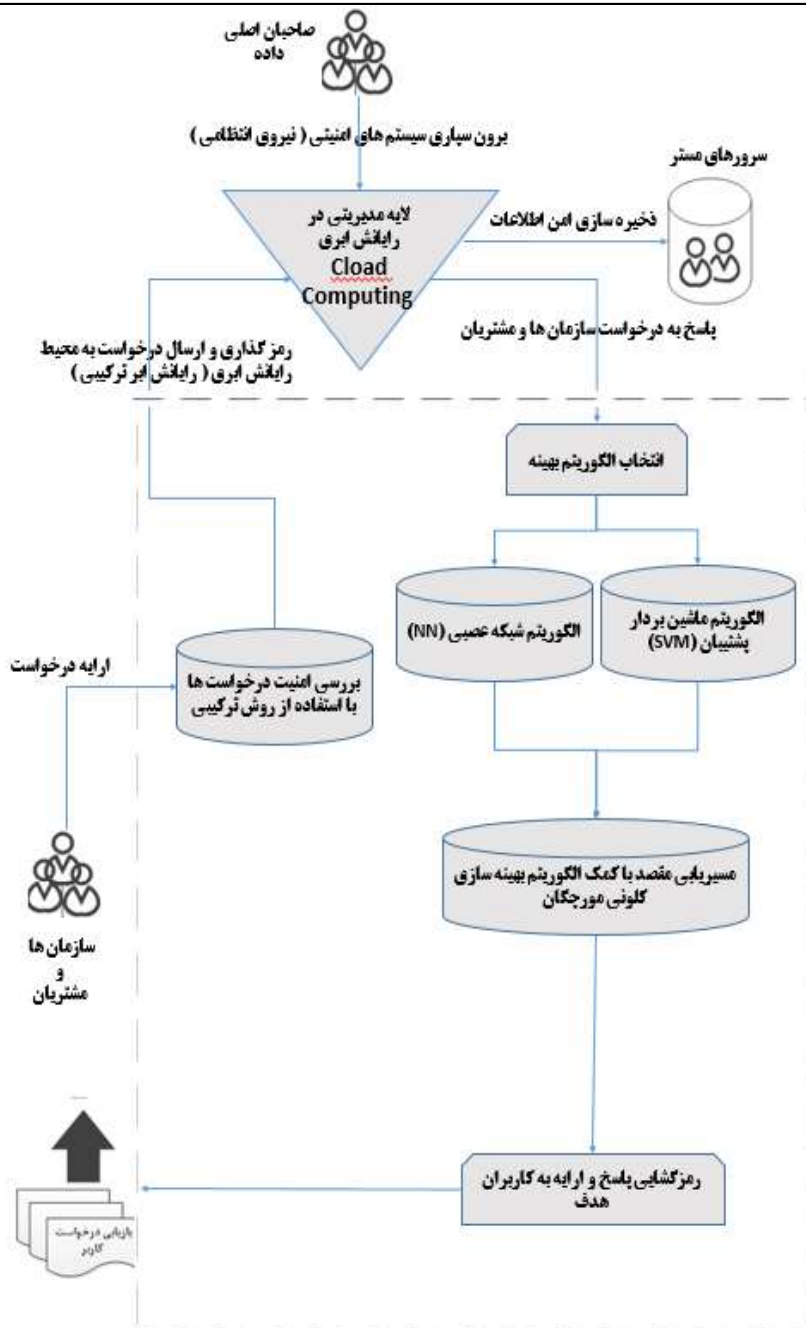 صاحبان اصلی
داده
برون سپاری سیستم های امنیتی ( نیروی انتظامی )
سرورهای مستر
لایه مدیریتی در
رایانش ابری
Cload
Computing
ذخیره سازی امن اطلاعات
پاسخ به درخواست سازمان ها و مشتریان
رمز گذاری و ارسال درخواست به محیط
رایانش ابری ( رایانش ابر ترکیبی )
انتخاب الگوریتم بهینه
الگوریتم ماشین بردار
پشتیبان (SVM)
الگوریتم شبکه عصبی (NN)
ارایه درخواست
بررسی امنیت درخواست ها
با استفاده از روش ترکیبی
مسیریابی مقصد با کمک الگوریتم بهینه سازی
کلونی مورچگان
سازمان ها
و
مشتریان
رمزگشایی پاسخ و ارایه به کاربران
هدف
بازیابی درخواست
کاربر